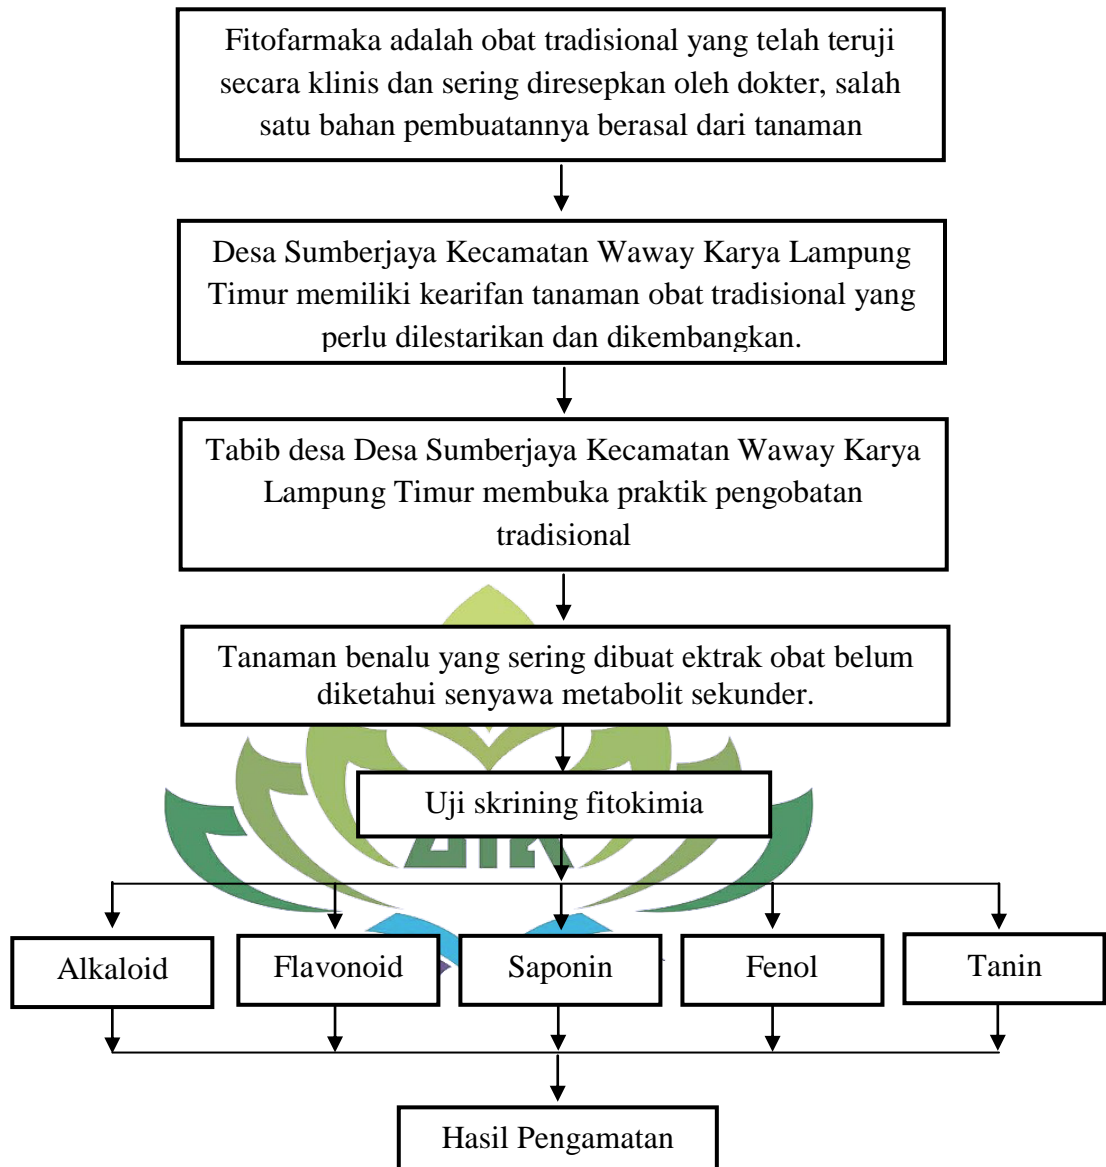 Fitofarmaka adalah obat tradisional yang telah teruji
secara klinis dan sering diresepkan oleh dokter, salah
satu bahan pembuatannya berasal dari tanaman
Desa Sumberjaya Kecamatan Waway Karya Lampung
Timur memiliki kearifan tanaman obat tradisional yang
perlu dilestarikan dan dikembangkan.
Tabib desa Desa Sumberjaya Kecamatan Waway Karya
Lampung Timur membuka praktik pengobatan
tradisional
Tanaman benalu yang sering dibuat ektrak obat belum
diketahui senyawa metabolit sekunder.
Uji skrining fitokimia
Alkaloid
Flavonoid
Saponin
Fenol
Tanin
Hasil Pengamatan